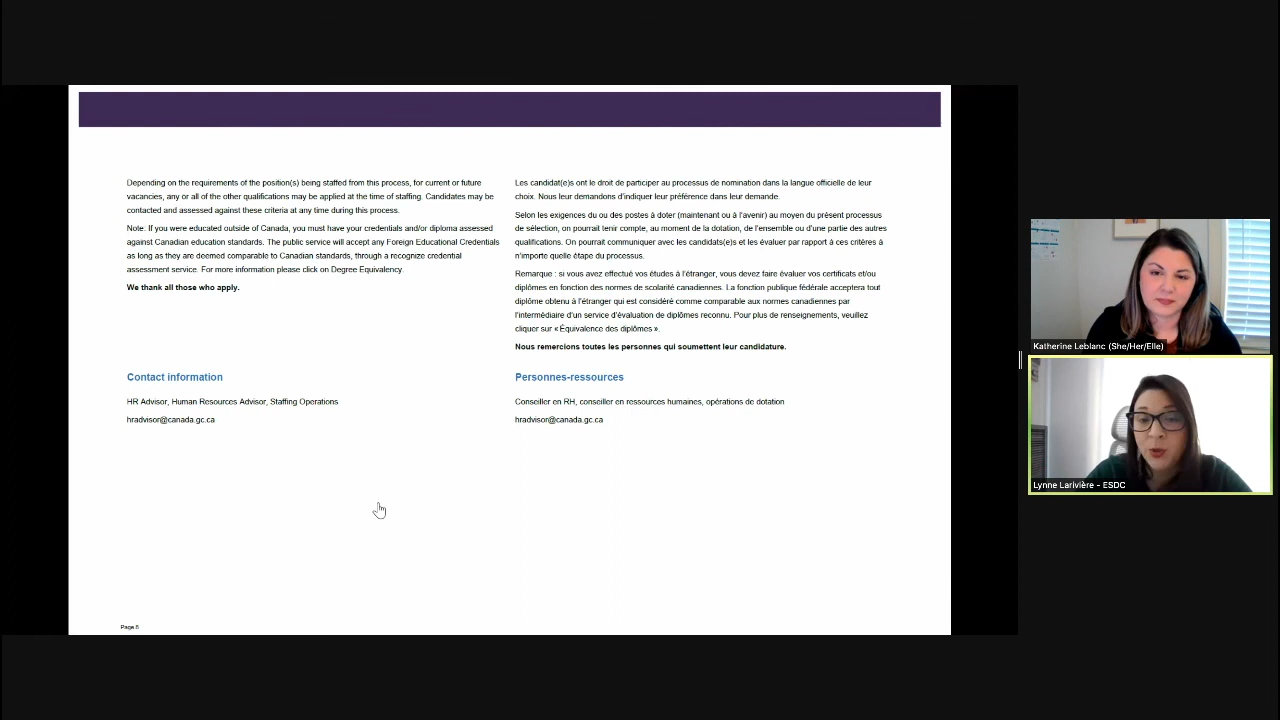 Depending on the requirements of the position(s) being staffed from this process, for current or future
vacancies, any or all of the other qualifications may be applied at the time of staffing. Candidates may be
contacted and assessed against these criteria at any time during this process.
Note: If you were educated outside of Canada, you must have your credentials and/or diploma assessed
against Canadian education standards. The public service will accept any Foreign Educational Credentials
as long as they are deemed comparable to Canadian standards, through a recognize credential
assessment service. For more information please click on Degree Equivalency.
We thank all those who apply.
Contact information
HR Advisor, Human Resources Advisor, Staffing Operations
hradvisor@canada.gc.ca
Les candidat(e)s ont le droit de participer au processus de nomination dans la langue officielle de leur
choix. Nous leur demandons d'indiquer leur préférence dans leur demande.
Selon les exigences du ou des postes à doter (maintenant ou à l'avenir) au moyen du présent processus
de sélection, on pourrait tenir compte, au moment de la dotation, de l'ensemble ou d'une partie des autres
qualifications. On pourrait communiquer avec les candidats(e)s et les évaluer par rapport à ces critères à
n'importe quelle étape du processus.
Remarque : si vous avez effectué vos études à l'étranger, vous devez faire évaluer vos certificats et/ou
diplômes en fonction des normes de scolarité canadiennes. La fonction publique fédérale acceptera tout
diplôme obtenu à l'étranger qui est considéré comme comparable aux normes canadiennes par
l'intermédiaire d'un service d'évaluation de diplômes reconnu. Pour plus de renseignements, veuillez
cliquer sur « Équivalence des diplômes ».
Nous remercions toutes les personnes qui soumettent leur candidature.
Personnes-ressources
Conseiller en RH, conseiller en ressources humaines, opérations de dotation
hradvisor@canada.gc.ca
Katherine Leblanc (She/Her/Elle)
Lynne Larivière - ESDC